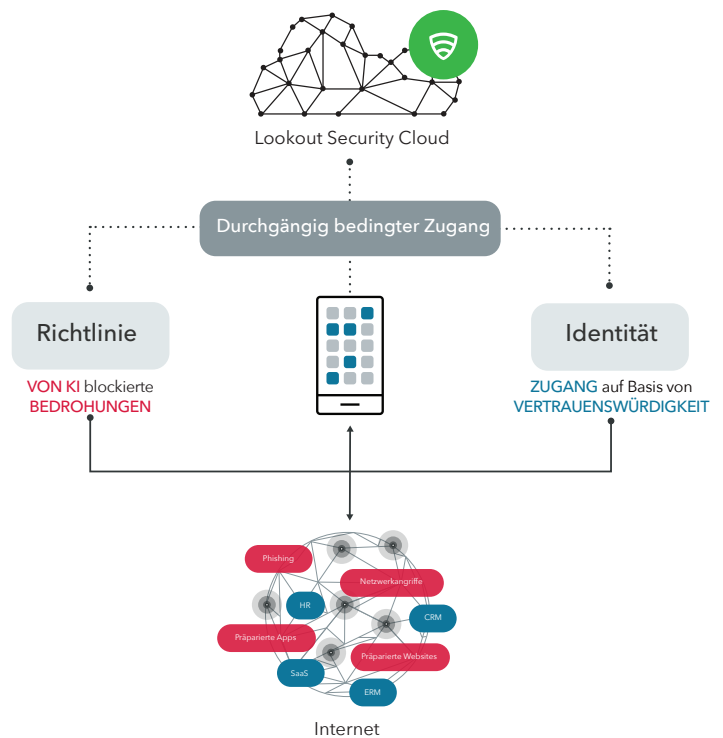 Lookout Security Cloud
Durchgängig bedingter Zugang
Richtlinie
Identität
VON KI blockierte
BEDROHUNGEN
ZUGANG auf Basis von
VERTRAUENSWÜRDIGKEIT
Phishing
Netzwerkangriffe
HR
CRM
Präparierte Apps
Präparierte Websites
SaaS
ERM
Internet